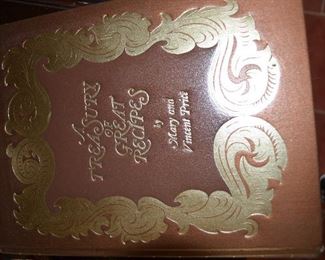 A
TREASURY
OF
GREAT
RECIPES
by
Mary and
Vincent Price